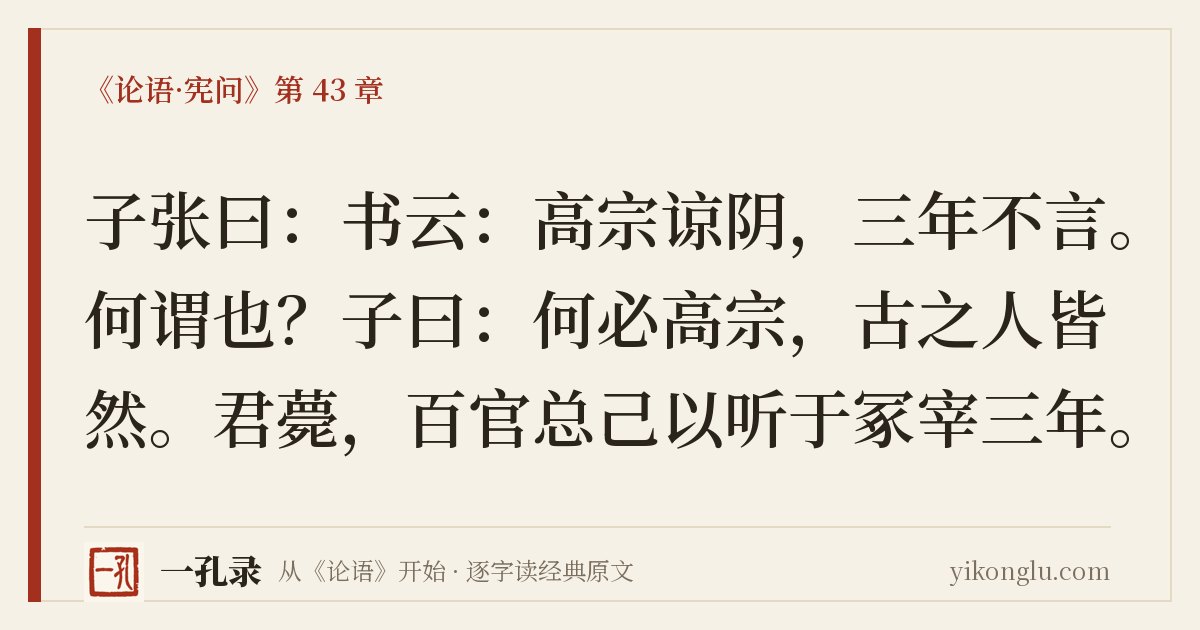 《论语·宪问》第 43 章
子张曰：书云：高宗谅阴，三年不言。
何谓也？子曰：何必高宗，古之人皆
然。君薨，百官总己以听于冢宰三年。
一孔
一孔录 从《论语》开始 · 逐字读经典原文 yikonglu.com